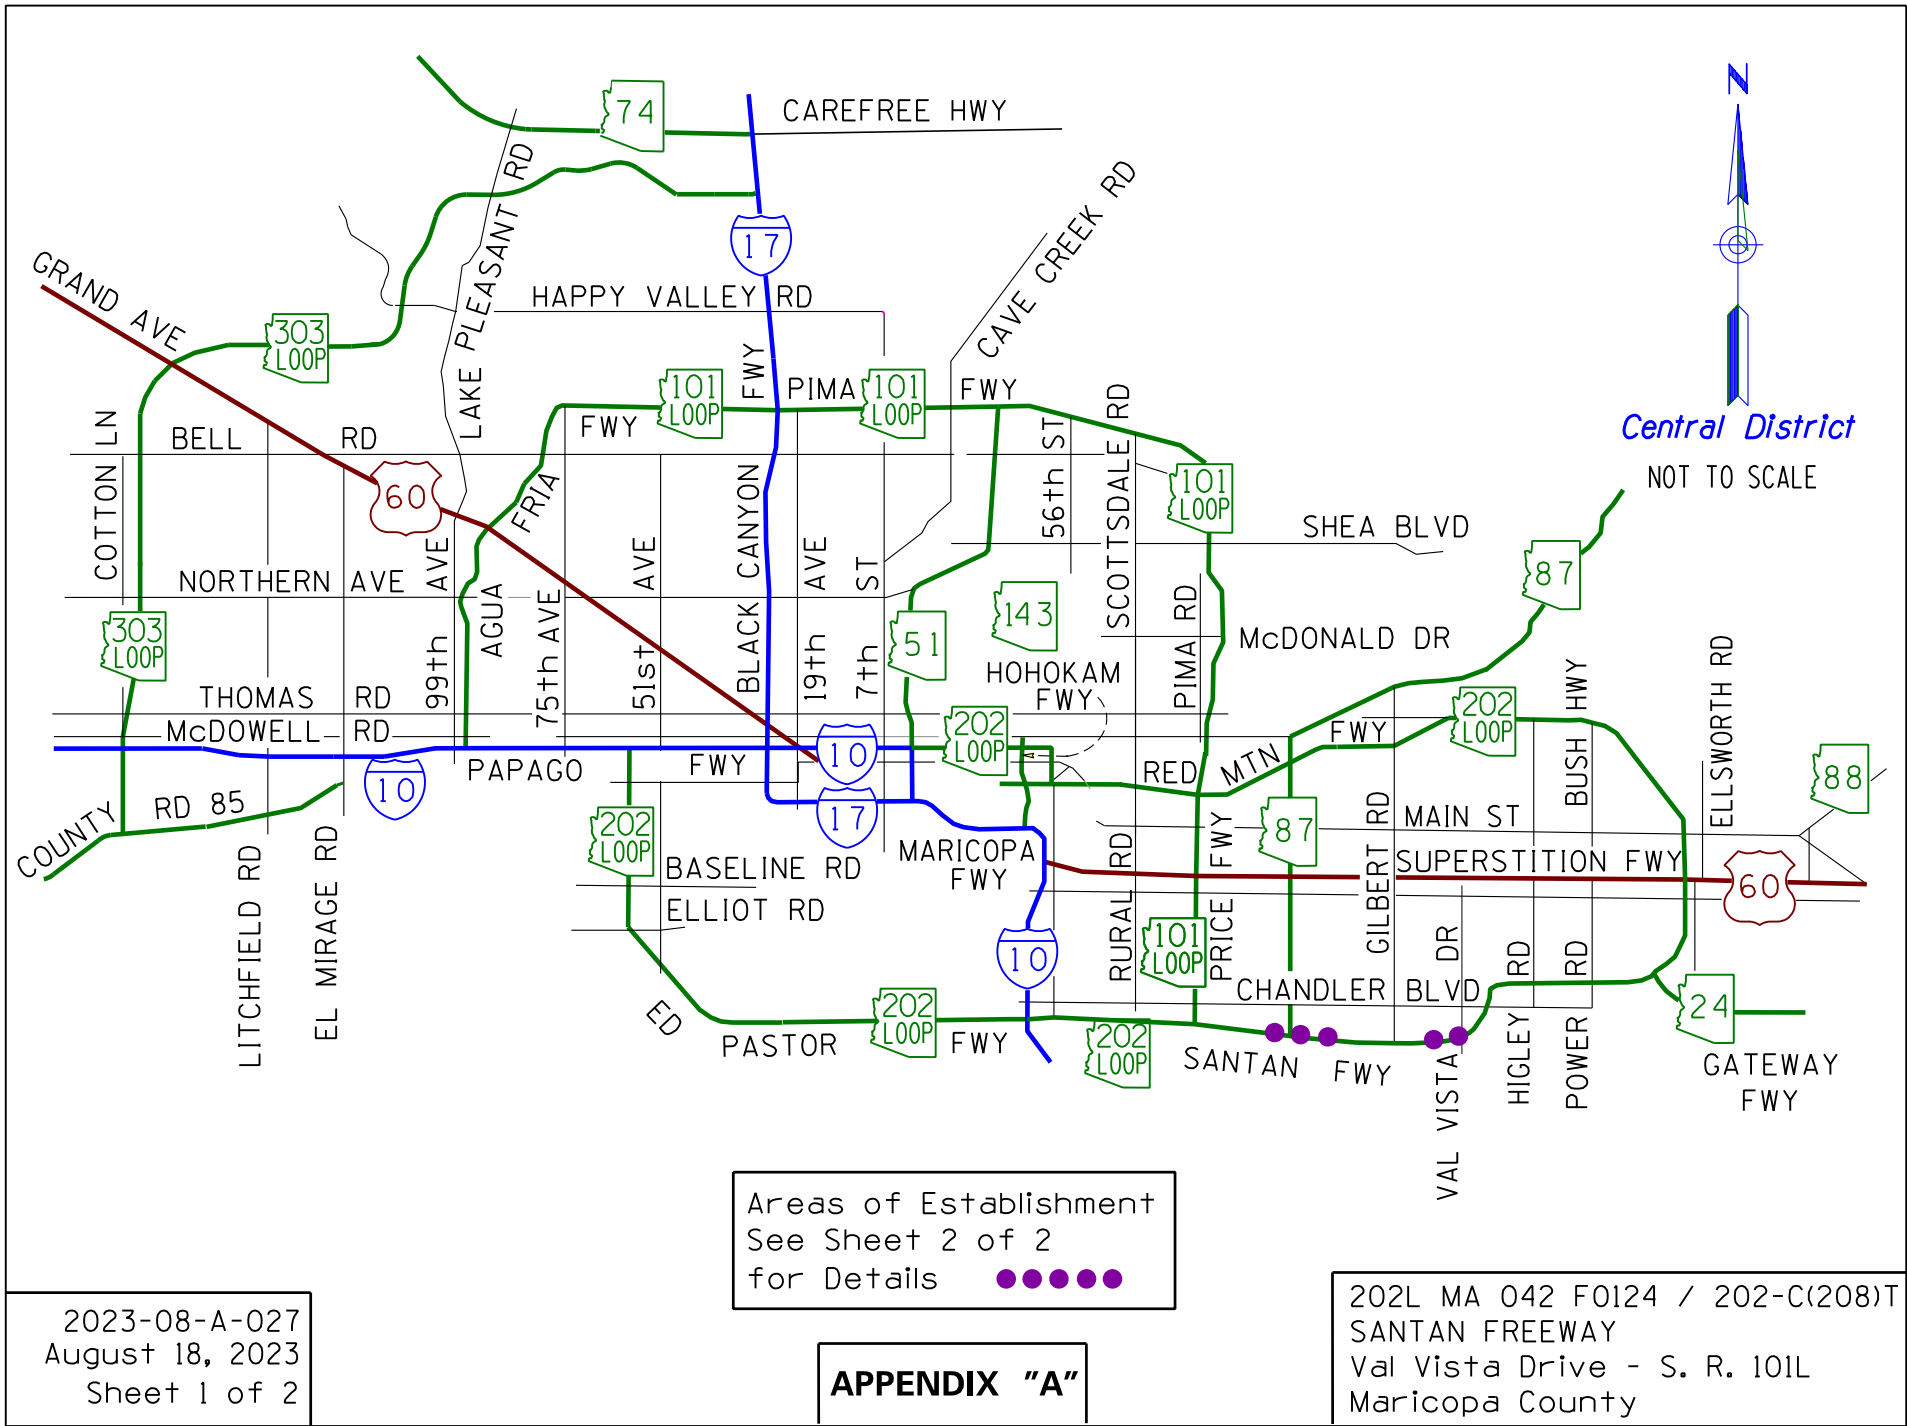 N
Central District
NOT TO SCALE
74
CAREFREE HWY
LAKE PLEASANT RD
17
CAVE CREEK RD
GRAND AVE
HAPPY VALLEY RD
303
LOOP
101
LOOP
FWY
PIMA
101
LOOP
FWY
FWY
BELL RD
COTTON LN
60
AGUA FRIA
BLACK CANYON
56th ST
SCOTTSDALE RD
101
LOOP
SHEA BLVD
87
NORTHERN AVE
99th AVE
75th AVE
51st AVE
19th AVE
7th ST
143
303
LOOP
51
PIMA RD
McDONALD DR
HOHOKAM
FWY
THOMAS RD
McDOWELL RD
202
LOOP
202
LOOP
FWY
BUSH HWY
ELLSWORTH RD
10
10
PAPAGO
FWY
RED MTN
88
COUNTY RD 85
17
202
LOOP
MARICOPA
FWY
87
MAIN ST
SUPERSTITION FWY
60
LITCHFIELD RD
EL MIRAGE RD
BASELINE RD
ELLIOT RD
RURAL RD
PRICE FWY
GILBERT RD
10
101
LOOP
CHANDLER BLVD
VAL VISTA DR
HIGLEY RD
POWER RD
24
ED
PASTOR
202
LOOP
FWY
202
LOOP
SANTAN FWY
GATEWAY
FWY
Areas of Establishment
See Sheet 2 of 2
for Details
2023-08-A-027
August 18, 2023
Sheet 1 of 2
APPENDIX "A"
202L MA 042 F0124 / 202-C(208)T
SANTAN FREEWAY
Val Vista Drive - S. R. 101L
Maricopa County